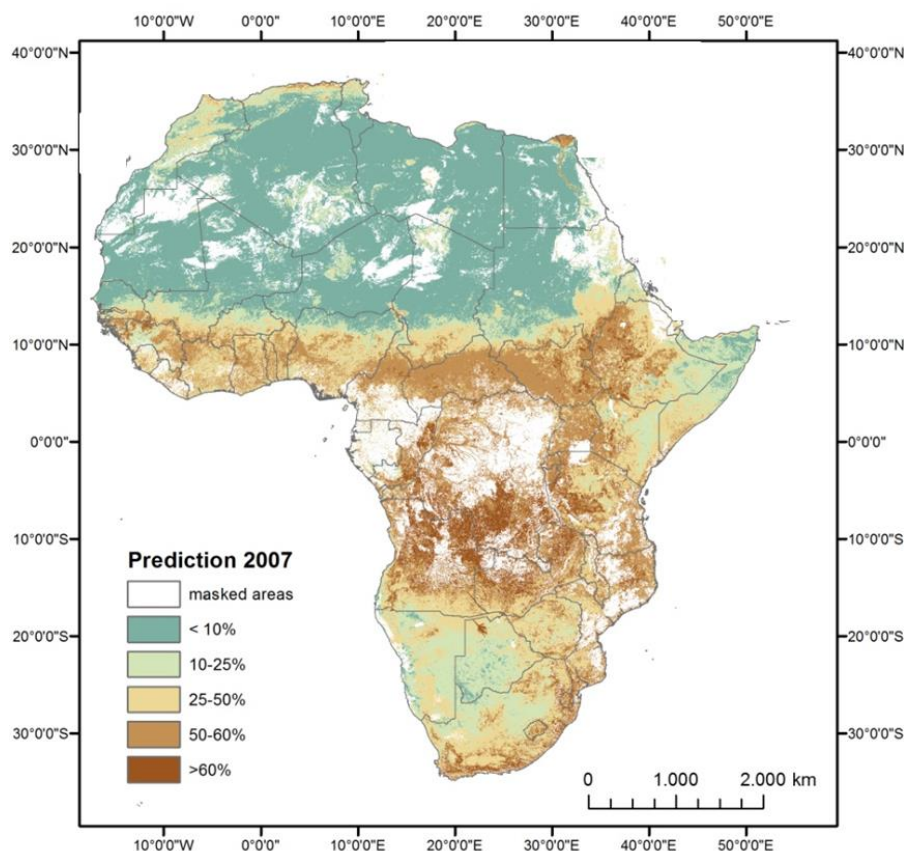 10°0'0"W 0°0'0"E 10°0'0"E 20°0'0"E 30°0'0"E 40°0'0"E 50°0'0"E
40°0'0"N 40°0'0"N
30°0'0"N 30°0'0"N
20°0'0"N 20°0'0"N
10°0'0"N 10°0'0"N
0°0'0" 0°0'0"
10°0'0"S 10°0'0"S
20°0'0"S 20°0'0"S
30°0'0"S 30°0'0"S
Prediction 2007
masked areas
< 10%
10-25%
25-50%
50-60%
>60%
0 1.000 2.000 km
10°0'0"W 0°0'0"E 10°0'0"E 20°0'0"E 30°0'0"E 40°0'0"E 50°0'0"E